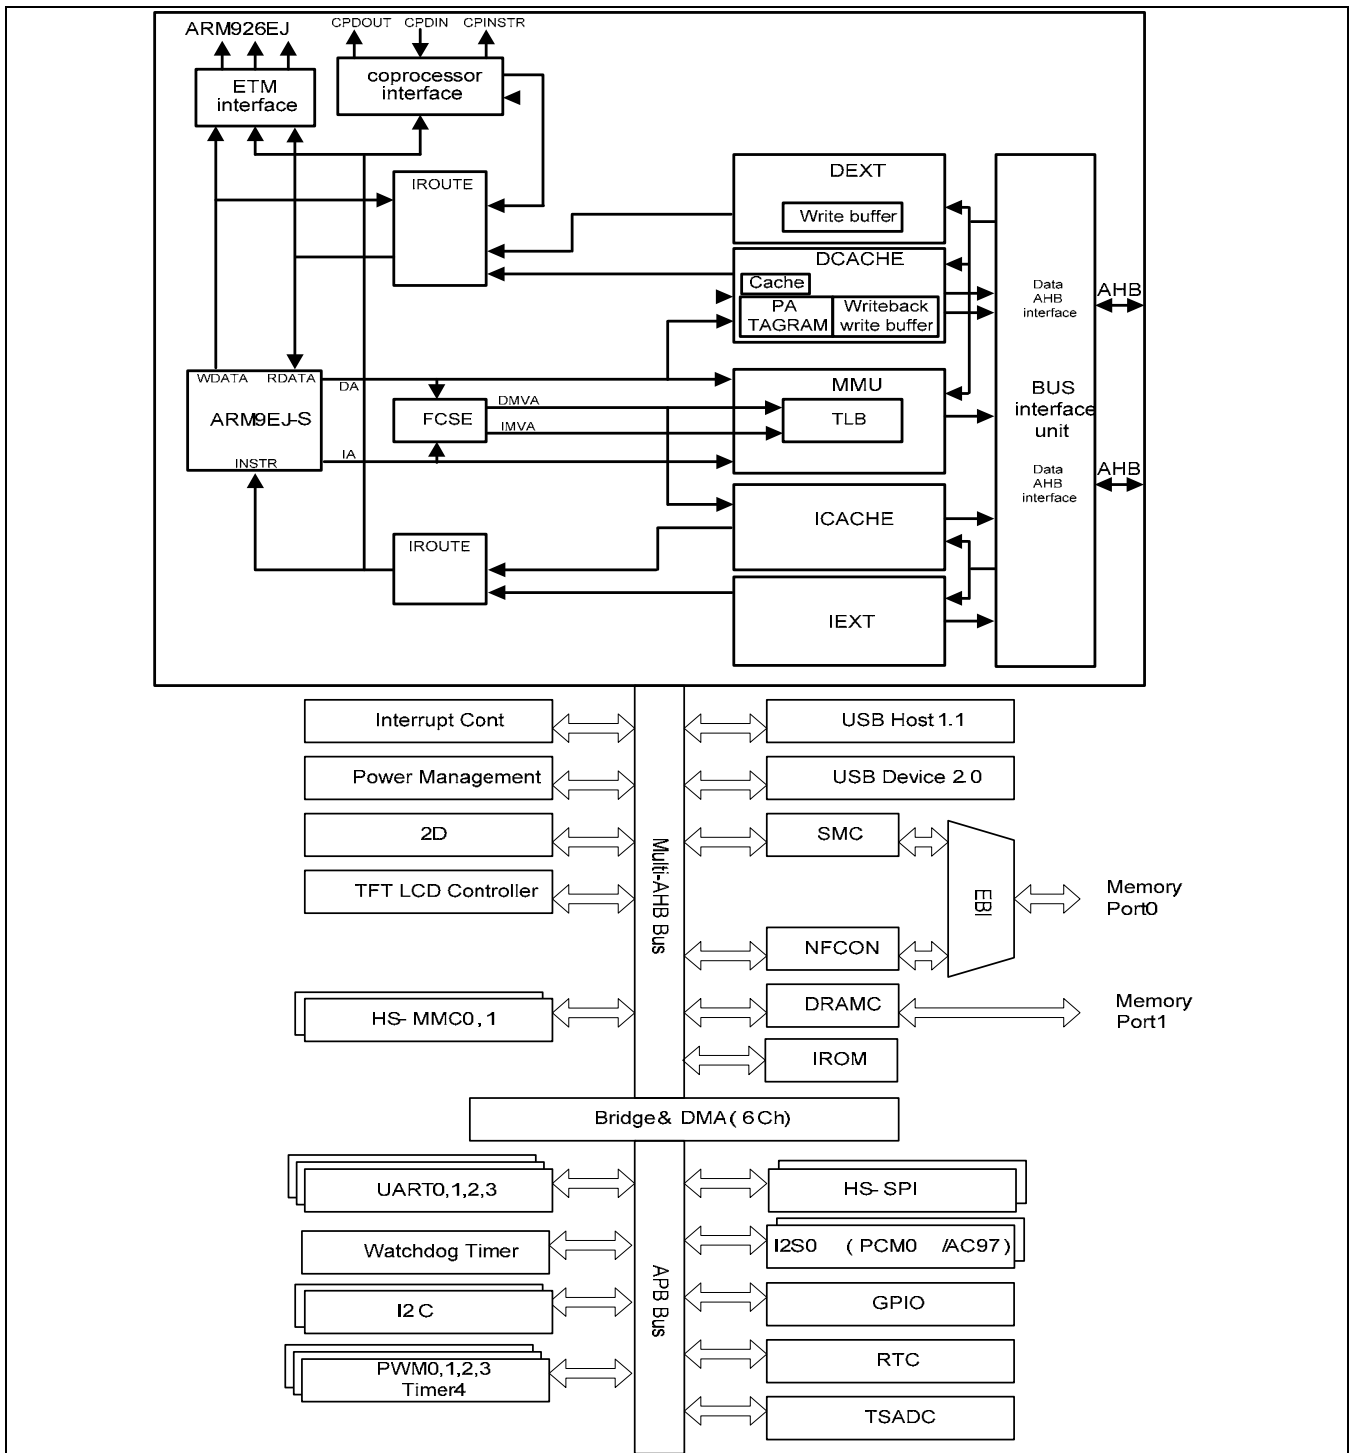 ARM926EJ
CPDOUT CPDIN CPINSTR
ETM
interface
coprocessor
interface
IROUTE
DEXT
Write buffer
DCACHE
Cache
PA
TAGRAM
Writeback
write buffer
Data
AHB
interface
AHB
WDATA RDATA
ARM9EJ-S
INSTR
DA
IA
FCSE
DMVA
IMVA
MMU
TLB
BUS
interface
unit
Data
AHB
interface
AHB
ICACHE
IROUTE
IEXT
Interrupt Cont
USB Host 1.1
Power Management
USB Device 2.0
2D
SMC
TFT LCD Controller
Multi-AHB Bus
EBI
Memory
Port0
NFCON
HS-MMC0,1
DRAMC
Memory
Port1
IROM
Bridge& DMA( 6Ch)
UART0,1,2,3
HS-SPI
Watchdog Timer
I2S0 ( PCM0 /AC97)
I2C
APB Bus
GPIO
PWM0,1,2,3
Timer4
RTC
TSADC